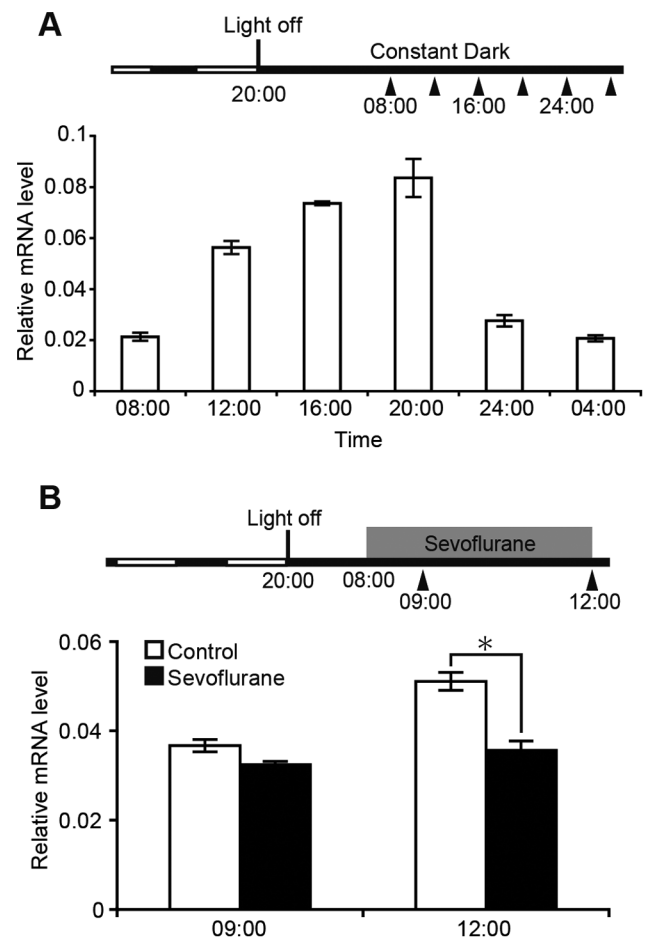 A
Light off
Constant Dark
20:00
08:00 16:00 24:00
0.1
0.08
0.06
0.04
0.02
0
Relative mRNA level
08:00 12:00 16:00 20:00 24:00 04:00
Time
B
Light off
Sevoflurane
20:00 08:00
09:00 12:00
0.06
0.04
0.02
0
Relative mRNA level
Control
Sevoflurane
*
09:00 12:00